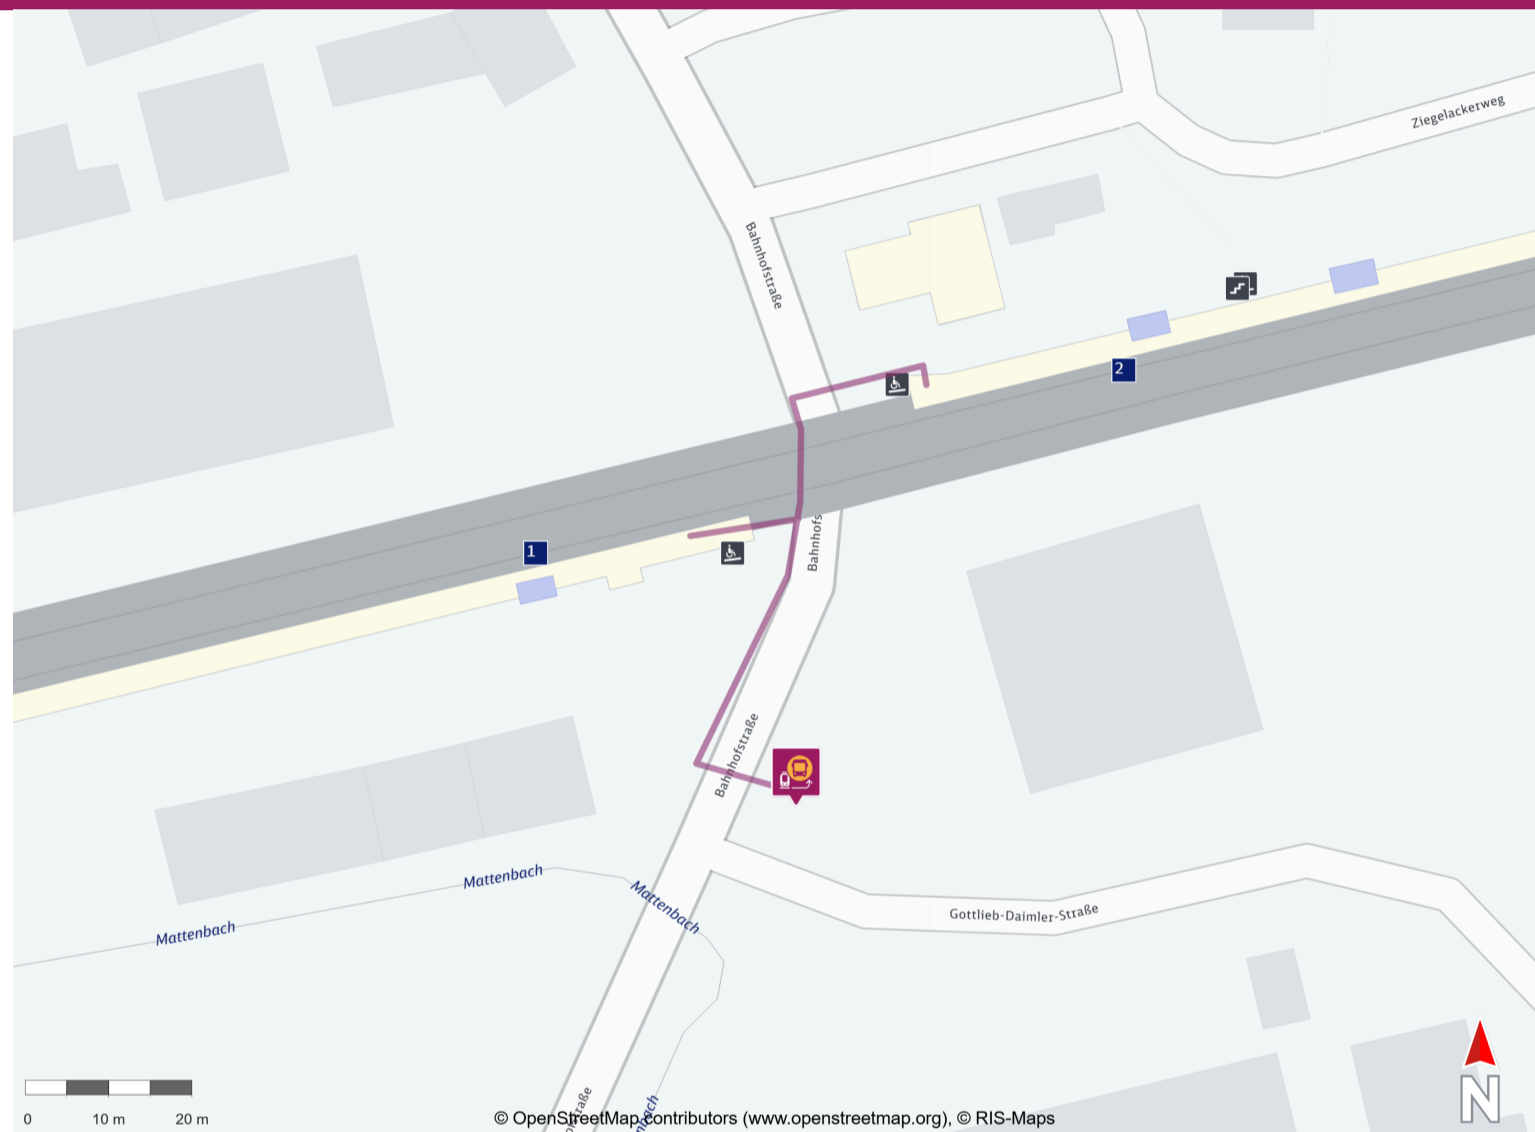 Ziegelackerweg
Bahnhofstraße
2
1
Bahnhofs
Bahnhofstraße
Mattenbach
Mattenbach
Mattenbach
Gottlieb-Daimler-Straße
0 10 m 20 m
© OpenStreetMap contributors (www.openstreetmap.org), © RIS-Maps
N